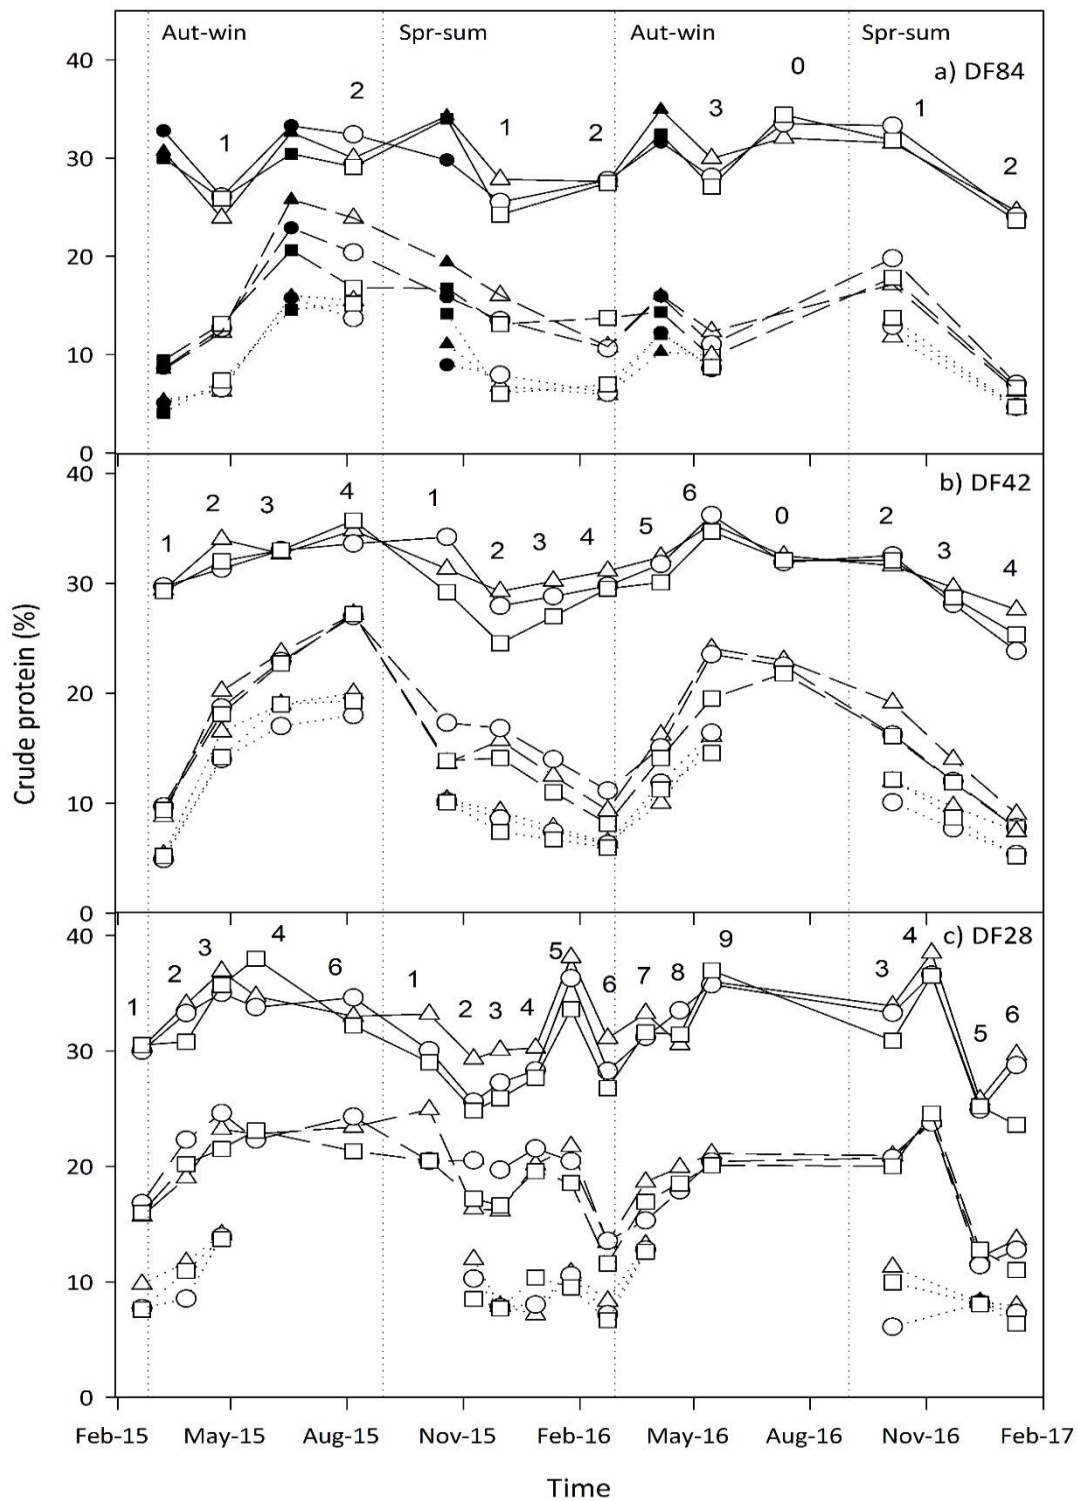 Aut-win Spr-sum Aut-win Spr-sum
a) DF84
40
30
20
10
0
1 2 1 2 3 0 1 2
b) DF42
40
30
20
10
0
1 2 3 4 1 2 3 4 5 6 0 2 3 4
c) DF28
40
30
20
10
0
1 2 3 4 6 1 2 3 4 5 6 7 8 9 3 4 5 6
Crude protein (%)
Feb-15 May-15 Aug-15 Nov-15 Feb-16 May-16 Aug-16 Nov-16 Feb-17
Time